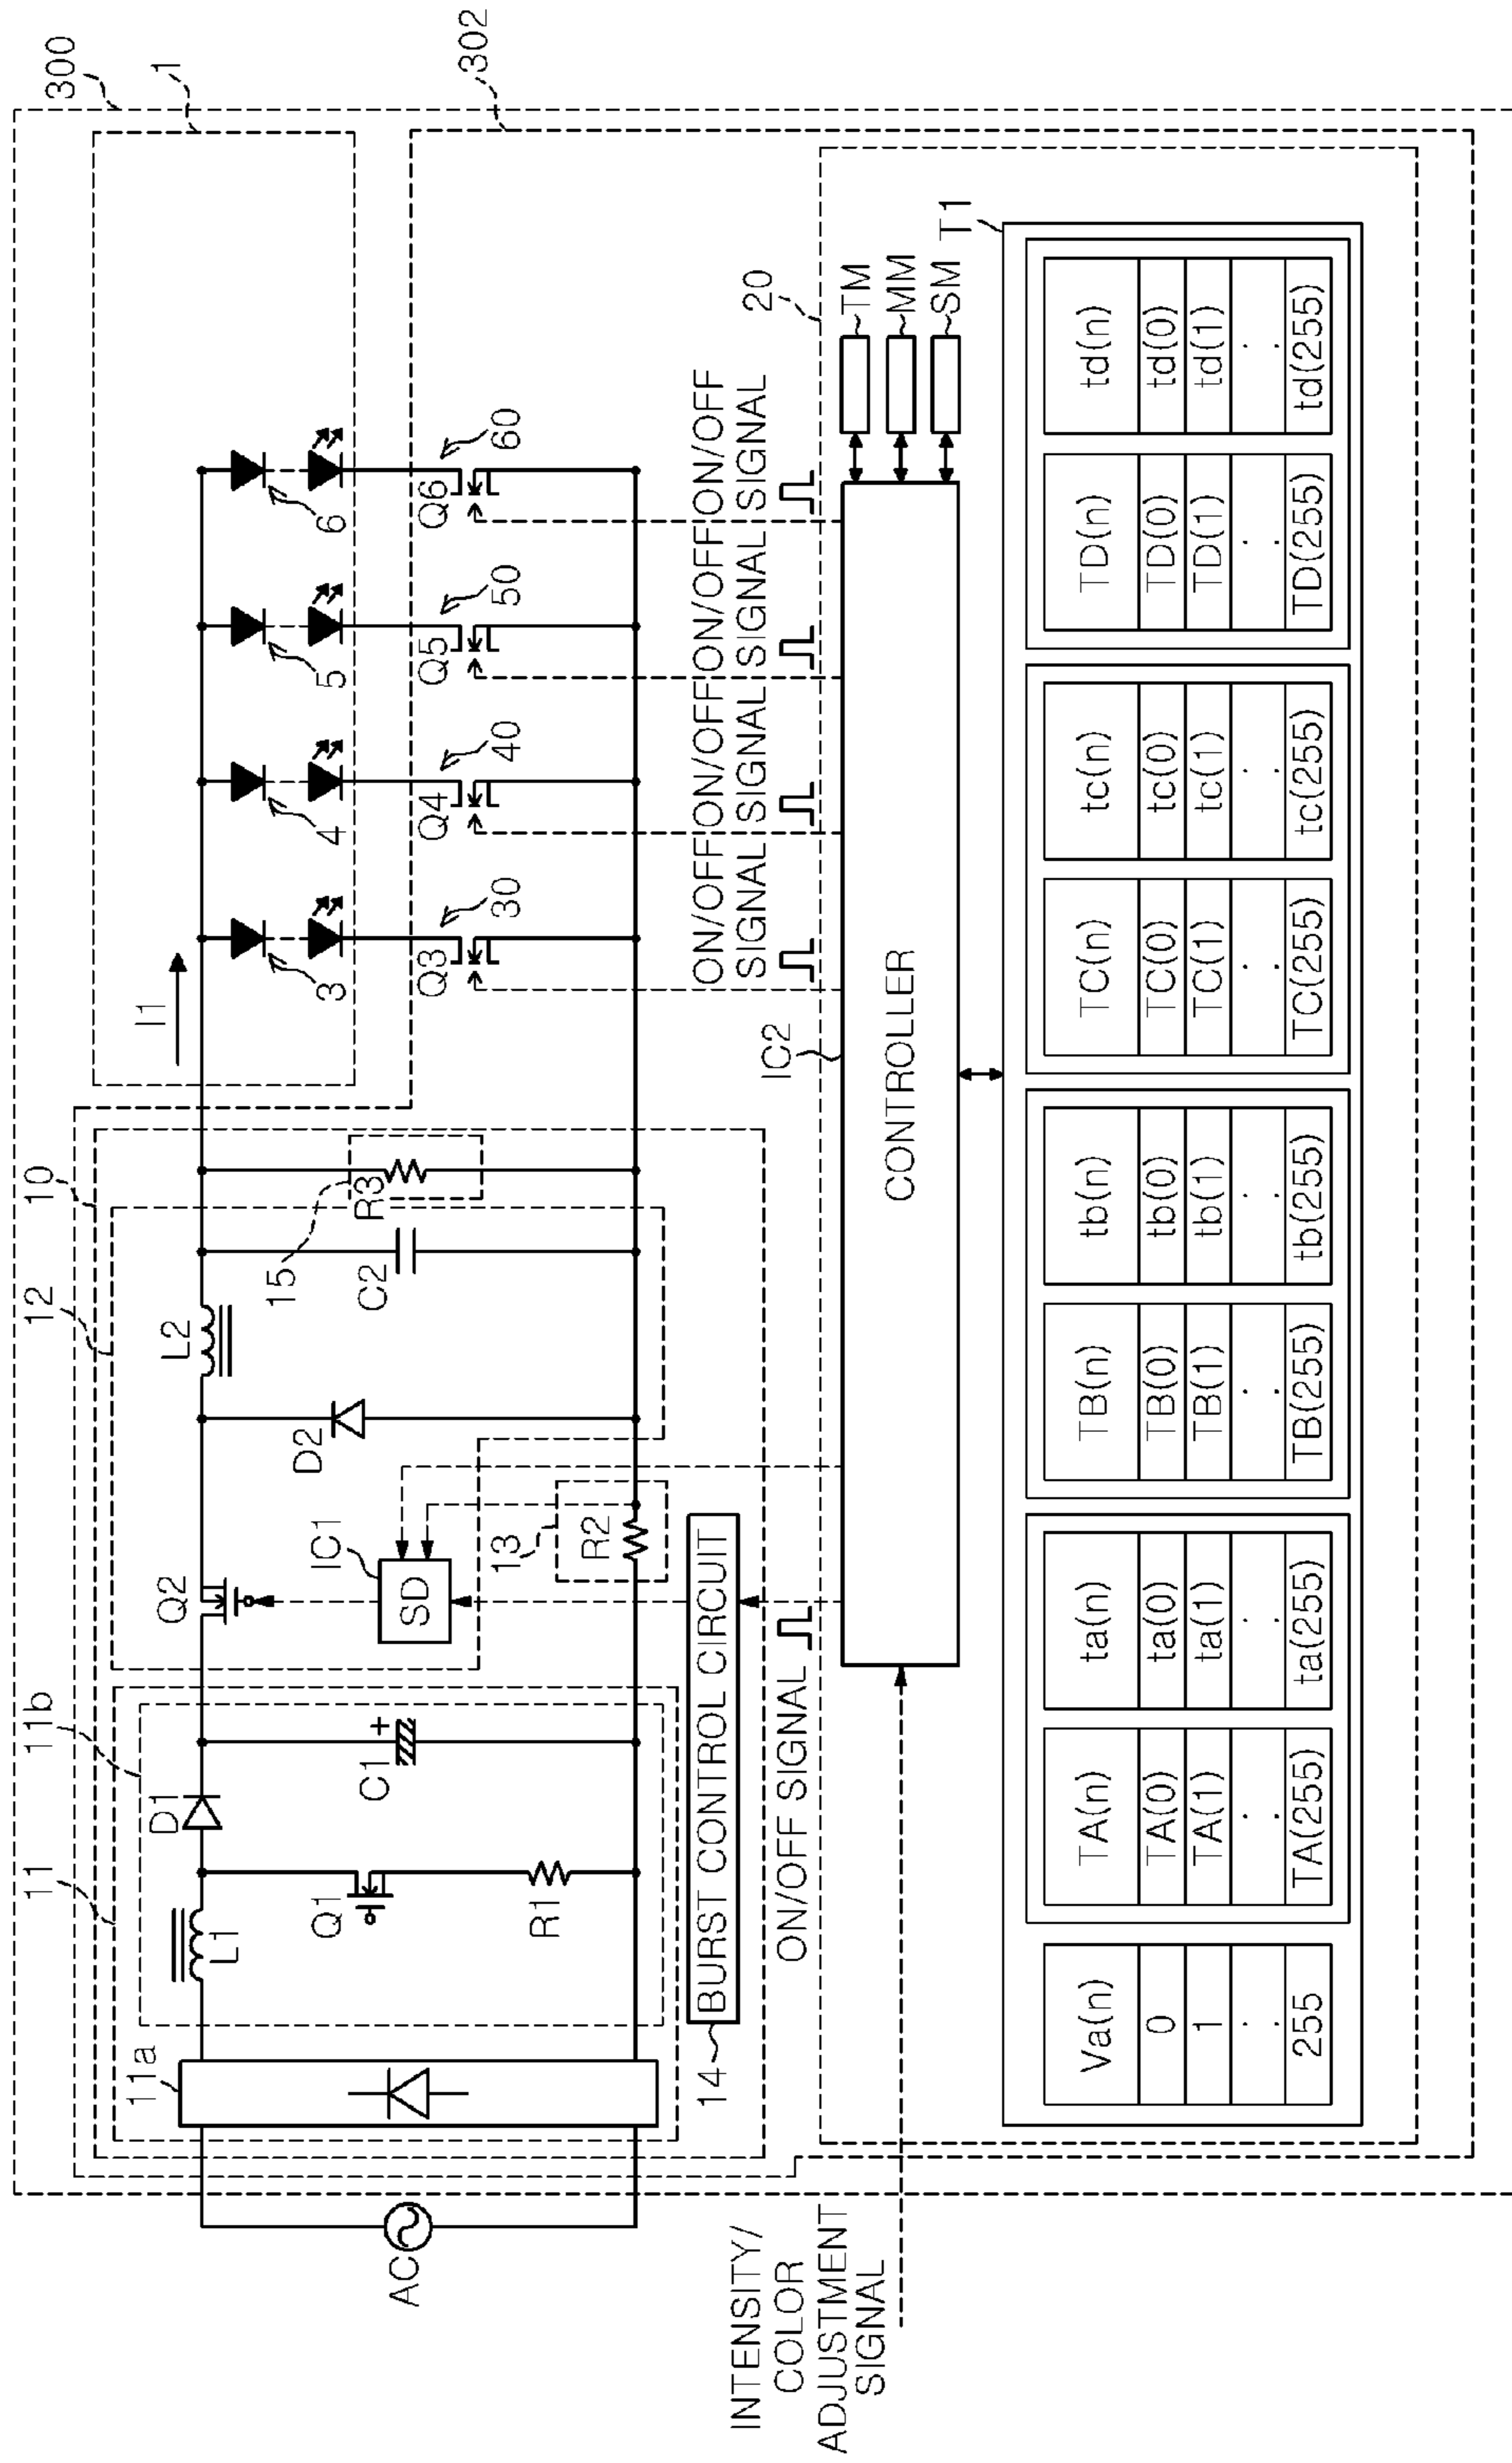 300
1
302
10
12
11b
11
11a
I1
L2
D1
L1
Q2
D2
C2
R3
15
C1
Q1
R1
IC1
SD
13
R2
3
4
5
6
Q3
Q4
Q5
Q6
30
40
50
60
AC
14
BURST CONTROL CIRCUIT
ON/OFF SIGNAL
ON/OFF
SIGNAL
ON/OFF
SIGNAL
ON/OFF
SIGNAL
ON/OFF
SIGNAL
20
IC2
CONTROLLER
TM
MM
SM
T1
INTENSITY/
COLOR
ADJUSTMENT
SIGNAL
Va(n) TA(n) ta(n) TB(n) tb(n) TC(n) tc(n) TD(n) td(n)
0 TA(0) ta(0) TB(0) tb(0) TC(0) tc(0) TD(0) td(0)
1 TA(1) ta(1) TB(1) tb(1) TC(1) tc(1) TD(1) td(1)
255 TA(255) ta(255) TB(255) tb(255) TC(255) tc(255) TD(255) td(255)